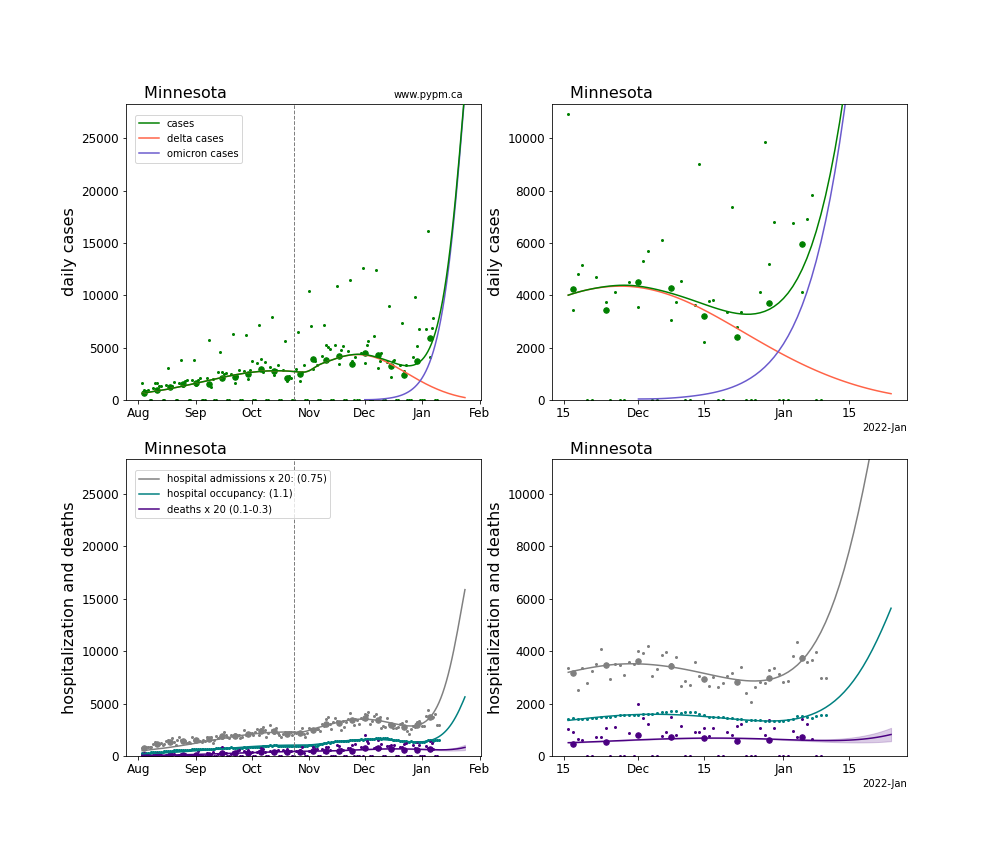 Minnesota
www.pypm.ca
cases
delta cases
omicron cases
daily cases
25000
20000
15000
10000
5000
0
Aug Sep Oct Nov Dec Jan Feb
Minnesota
daily cases
10000
8000
6000
4000
2000
0
15 Dec 15 Jan 15
2022-Jan
Minnesota
hospital admissions x 20: (0.75)
hospital occupancy: (1.1)
deaths x 20 (0.1-0.3)
hospitalization and deaths
25000
20000
15000
10000
5000
0
Aug Sep Oct Nov Dec Jan Feb
Minnesota
hospitalization and deaths
10000
8000
6000
4000
2000
0
15 Dec 15 Jan 15
2022-Jan